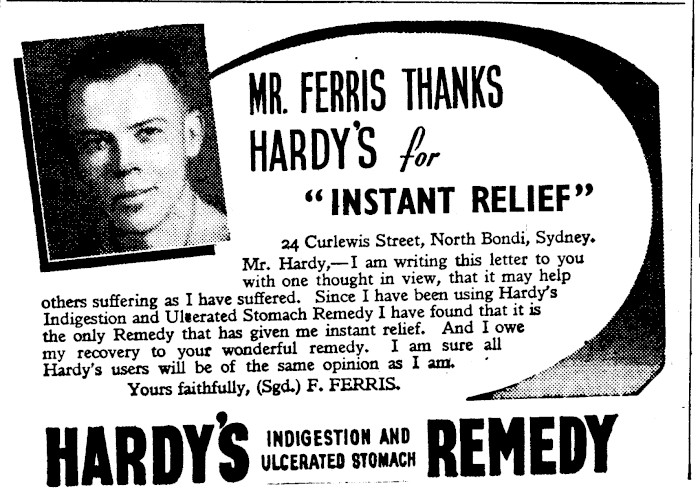 MR. FERRIS THANKS
HARDY'S for
"INSTANT RELIEF"
24 Curlewis Street, North Bondi, Sydney.
Mr. Hardy,—I am writing this letter to you
with one thought in view, that it may help
others suffering as I have suffered. Since I have been using Hardy's
Indigestion and Ulcerated Stomach Remedy I have found that it is
the only Remedy that has given me instant relief. And I owe
my recovery to your wonderful remedy. I am sure all
Hardy's users will be of the same opinion as I am.
Yours faithfully, (Sgd.) F. FERRIS.
HARDY'S INDIGESTION AND ULCERATED STOMACH REMEDY